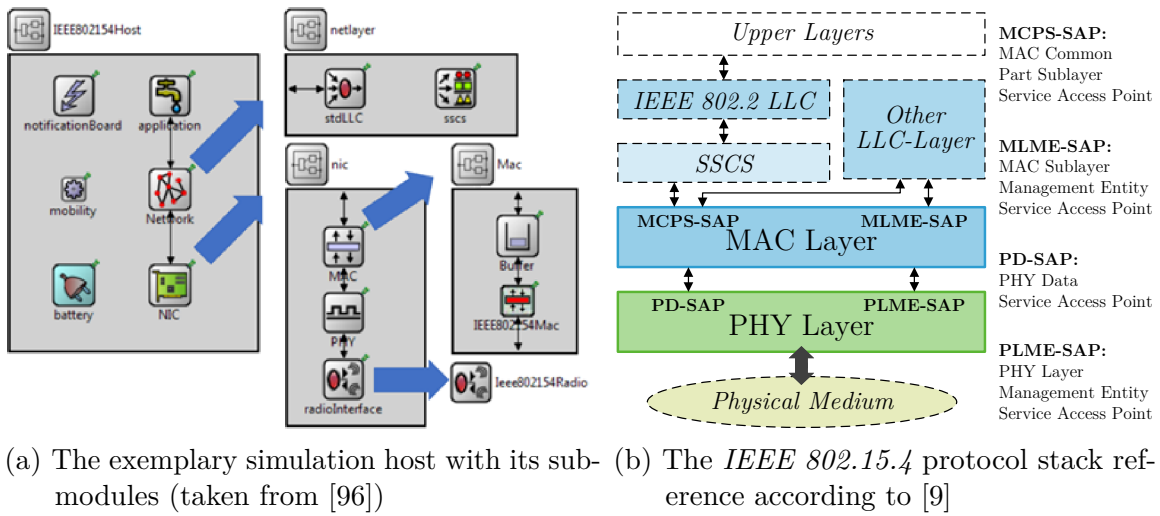 IEEE802154Host
notificationBoard
application
mobility
Network
battery
NIC
netlayer
stdLLC
sscs
nic
MAC
PHY
radioInterface
Mac
Buffer
IEEE802154Mac
Ieee802154Radio
(a) The exemplary simulation host with its sub-
modules (taken from [96])
Upper Layers
IEEE 802.2 LLC
Other
LLC-Layer
SSCS
MCPS-SAP
MLME-SAP
MAC Layer
PD-SAP
PLME-SAP
PHY Layer
Physical Medium
MCPS-SAP:
MAC Common
Part Sublayer
Service Access Point
MLME-SAP:
MAC Sublayer
Management Entity
Service Access Point
PD-SAP:
PHY Data
Service Access Point
PLME-SAP:
PHY Layer
Management Entity
Service Access Point
(b) The IEEE 802.15.4 protocol stack ref-
erence according to [9]